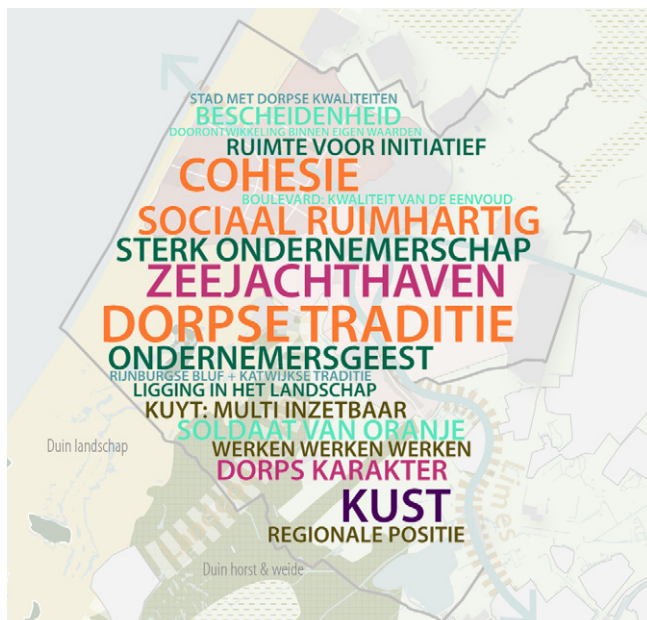 STAD MET DORPSE KWALITEITEN
BESCHEIDENHEID
DOORONTWIKKELING BINNEN EIGEN WAARDEN
RUIMTE VOOR INITIATIEF
COHESIE
BOULEVARD: KWALITEIT VAN DE EENVOUD
SOCIAAL RUIMHARTIG
STERK ONDERNEMERSCHAP
ZEEJACHTHAVEN
DORPSE TRADITIE
ONDERNEMERSGEEST
RIJNBURGSE BLUF + KATWIJKSE TRADITIE
LIGGING IN HET LANDSCHAP
KUYT: MULTI INZETBAAR
SOLDAAT VAN ORANJE
Duin landschap
WERKEN WERKEN WERKEN
DORPS KARAKTER
Limes
KUST
REGIONALE POSITIE
Duin horst & weide